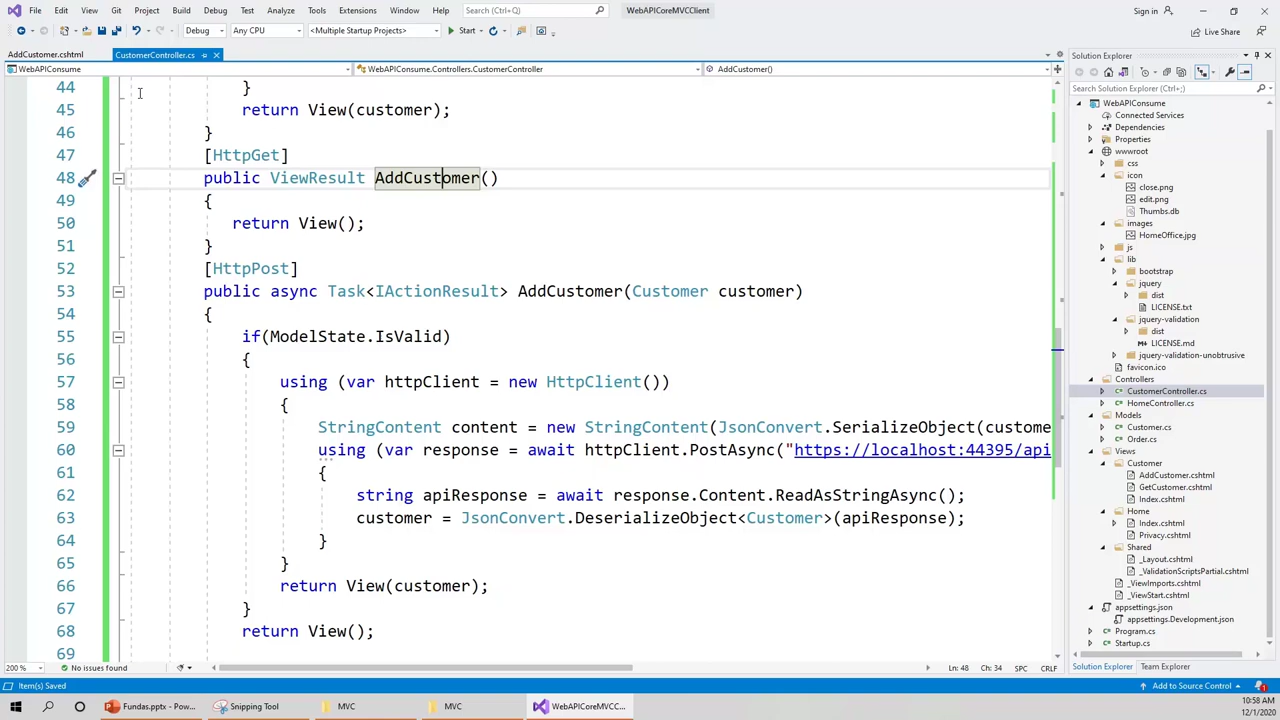 File Edit View Git Project Build Debug Test Analyze Tools Extensions Window Help Search (Ctrl+Q) WebAPICoreMVCClient Sign in
Debug Any CPU <Multiple Startup Projects> Start Live Share
AddCustomer.cshtml CustomerController.cs Solution Explorer
WebAPIConsume WebAPIConsume.Controllers.CustomerController AddCustomer()
Search Solution Explorer (Ctrl+;)
44 }
45 return View(customer);
46 }
47 [HttpGet]
48 public ViewResult AddCustomer()
49 {
50 return View();
51 }
52 [HttpPost]
53 public async Task<IActionResult> AddCustomer(Customer customer)
54 {
55 if(ModelState.IsValid)
56 {
57 using (var httpClient = new HttpClient())
58 {
59 StringContent content = new StringContent(JsonConvert.SerializeObject(custome
60 using (var response = await httpClient.PostAsync("https://localhost:44395/api
61 {
62 string apiResponse = await response.Content.ReadAsStringAsync();
63 customer = JsonConvert.DeserializeObject<Customer>(apiResponse);
64 }
65 }
66 return View(customer);
67 }
68 return View();
69
WebAPIConsume
Connected Services
Dependencies
Properties
wwwroot
css
icon
close.png
edit.png
Thumbs.db
images
HomeOffice.jpg
js
lib
bootstrap
jquery
dist
LICENSE.txt
jquery-validation
dist
LICENSE.md
jquery-validation-unobtrusive
favicon.ico
Controllers
CustomerController.cs
HomeController.cs
Models
Customer.cs
Order.cs
Views
Customer
AddCustomer.cshtml
GetCustomer.cshtml
Index.cshtml
Home
Index.cshtml
Privacy.cshtml
Shared
_Layout.cshtml
_ValidationScriptsPartial.cshtml
_ViewImports.cshtml
_ViewStart.cshtml
appsettings.json
appsettings.Development.json
Program.cs
Startup.cs
200 % No issues found Ln: 48 Ch: 34 SPC CRLF
Solution Explorer Team Explorer
Item(s) Saved Add to Source Control 1
Fundas.pptx - Pow... Snipping Tool MVC MVC WebAPICoreMVCC...
10:58 AM
12/1/2020